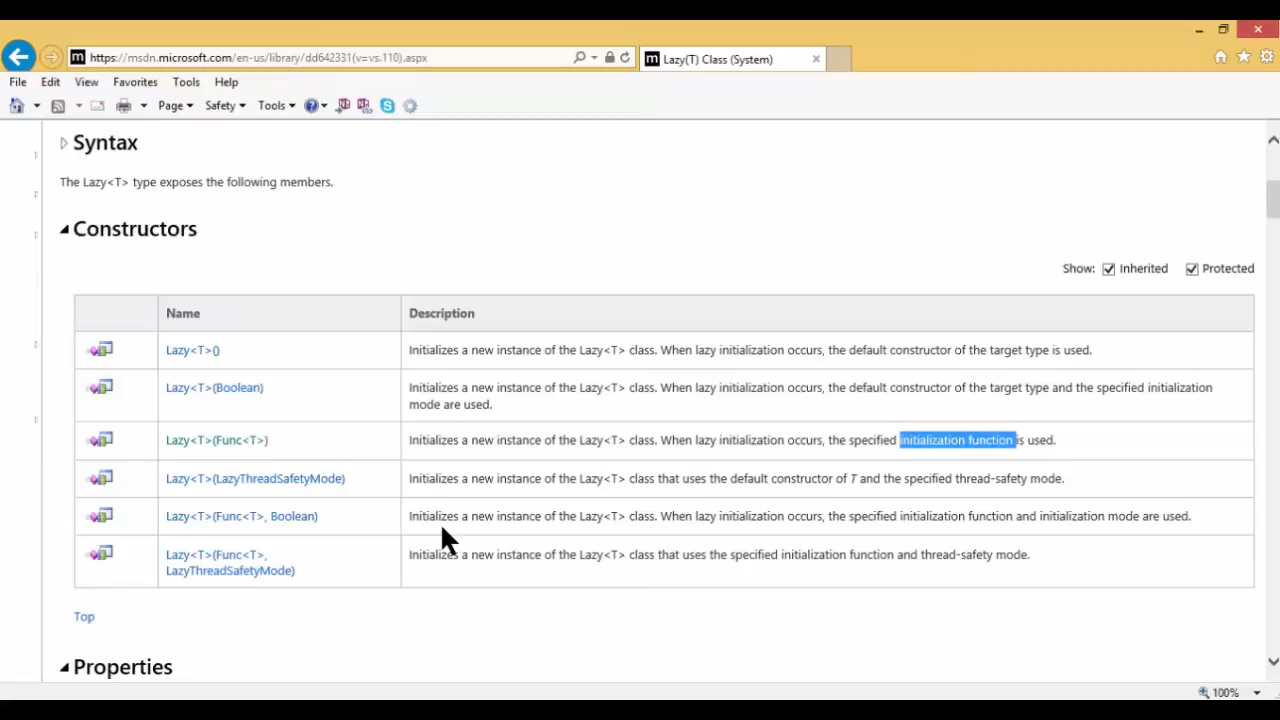 https://msdn.microsoft.com/en-us/library/dd642331(v=vs.110).aspx
Lazy(T) Class (System)
File Edit View Favorites Tools Help
Page Safety Tools
Syntax
The Lazy<T> type exposes the following members.
Constructors
Show: Inherited Protected
Name Description
Lazy<T>() Initializes a new instance of the Lazy<T> class. When lazy initialization occurs, the default constructor of the target type is used.
Lazy<T>(Boolean) Initializes a new instance of the Lazy<T> class. When lazy initialization occurs, the default constructor of the target type and the specified initialization
mode are used.
Lazy<T>(Func<T>) Initializes a new instance of the Lazy<T> class. When lazy initialization occurs, the specified initialization function is used.
Lazy<T>(LazyThreadSafetyMode) Initializes a new instance of the Lazy<T> class that uses the default constructor of T and the specified thread-safety mode.
Lazy<T>(Func<T>, Boolean) Initializes a new instance of the Lazy<T> class. When lazy initialization occurs, the specified initialization function and initialization mode are used.
Lazy<T>(Func<T>, Initializes a new instance of the Lazy<T> class that uses the specified initialization function and thread-safety mode.
LazyThreadSafetyMode)
Top
Properties
100%